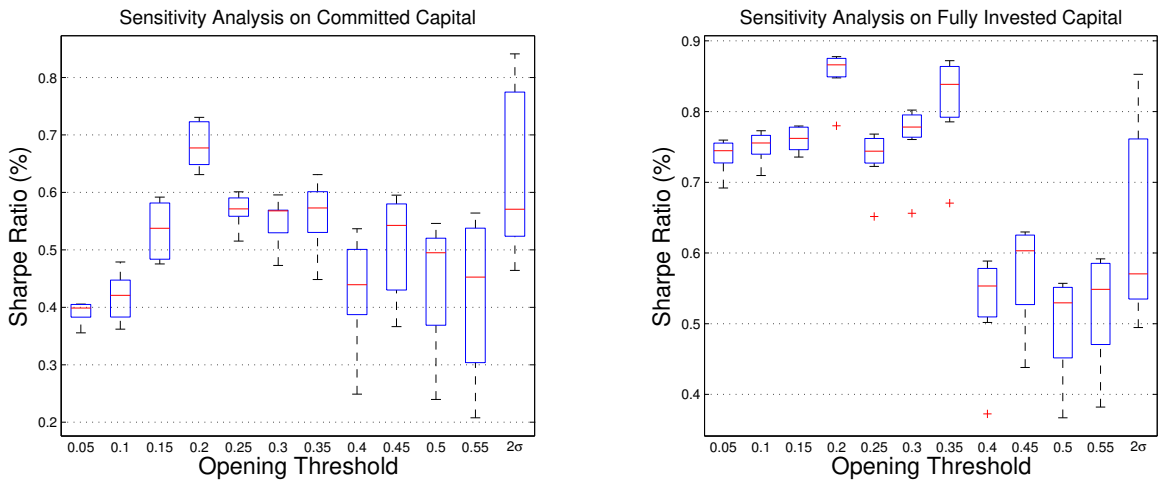 Sensitivity Analysis on Committed Capital
Sharpe Ratio (%)
0.8
0.7
0.6
0.5
0.4
0.3
0.2
0.05 0.1 0.15 0.2 0.25 0.3 0.35 0.4 0.45 0.5 0.55 2σ
Opening Threshold
Sensitivity Analysis on Fully Invested Capital
Sharpe Ratio (%)
0.9
0.8
0.7
0.6
0.5
0.4
0.05 0.1 0.15 0.2 0.25 0.3 0.35 0.4 0.45 0.5 0.55 2σ
Opening Threshold